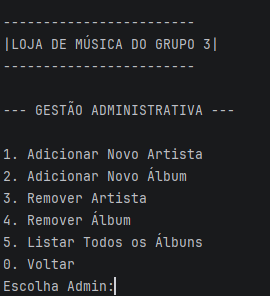 ------------------------
|LOJA DE MÚSICA DO GRUPO 3|
------------------------
--- GESTÃO ADMINISTRATIVA ---
1. Adicionar Novo Artista
2. Adicionar Novo Álbum
3. Remover Artista
4. Remover Álbum
5. Listar Todos os Álbuns
0. Voltar
Escolha Admin: